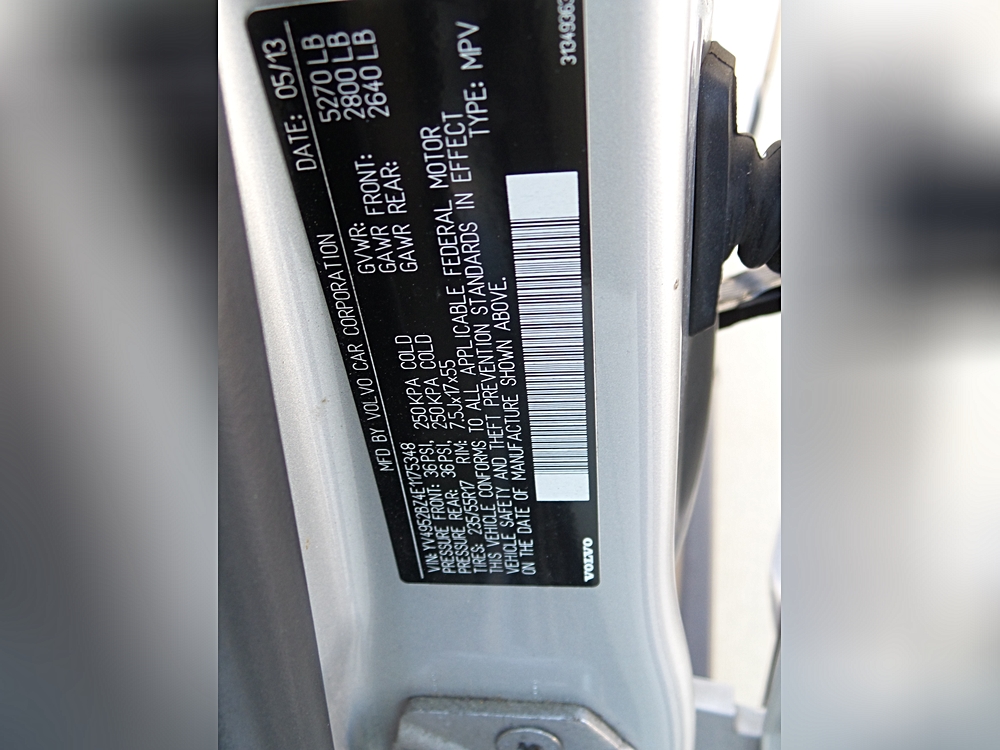 DATE: 05/13
MFD BY VOLVO CAR CORPORATION
GVWR: 5270 LB
GAWR FRONT: 2800 LB
GAWR REAR: 2640 LB
VIN: YV4952BZ4E1175348
PRESSURE FRONT: 36PSI, 250KPA COLD
PRESSURE REAR: 36PSI, 250KPA COLD
TIRES: 235/55R17 RIM: 7.5Jx17x55
THIS VEHICLE CONFORMS TO ALL APPLICABLE FEDERAL MOTOR
VEHICLE SAFETY AND THEFT PREVENTION STANDARDS IN EFFECT
ON THE DATE OF MANUFACTURE SHOWN ABOVE. TYPE: MPV
VOLVO